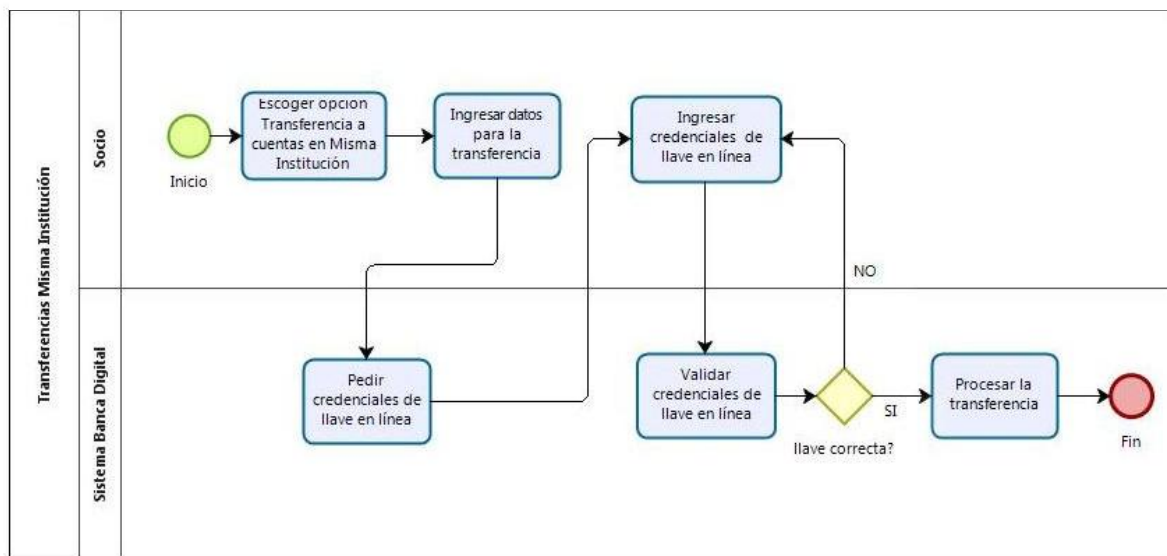 Transferencias Misma Institución
Socio
Inicio
Escoger opción
Transferencia a
cuentas en Misma
Institución
Ingresar datos
para la
transferencia
Ingresar
credenciales de
llave en línea
NO
Sistema Banca Digital
Pedir
credenciales de
llave en línea
Validar
credenciales de
llave en línea
llave correcta?
SI
Procesar la
transferencia
Fin